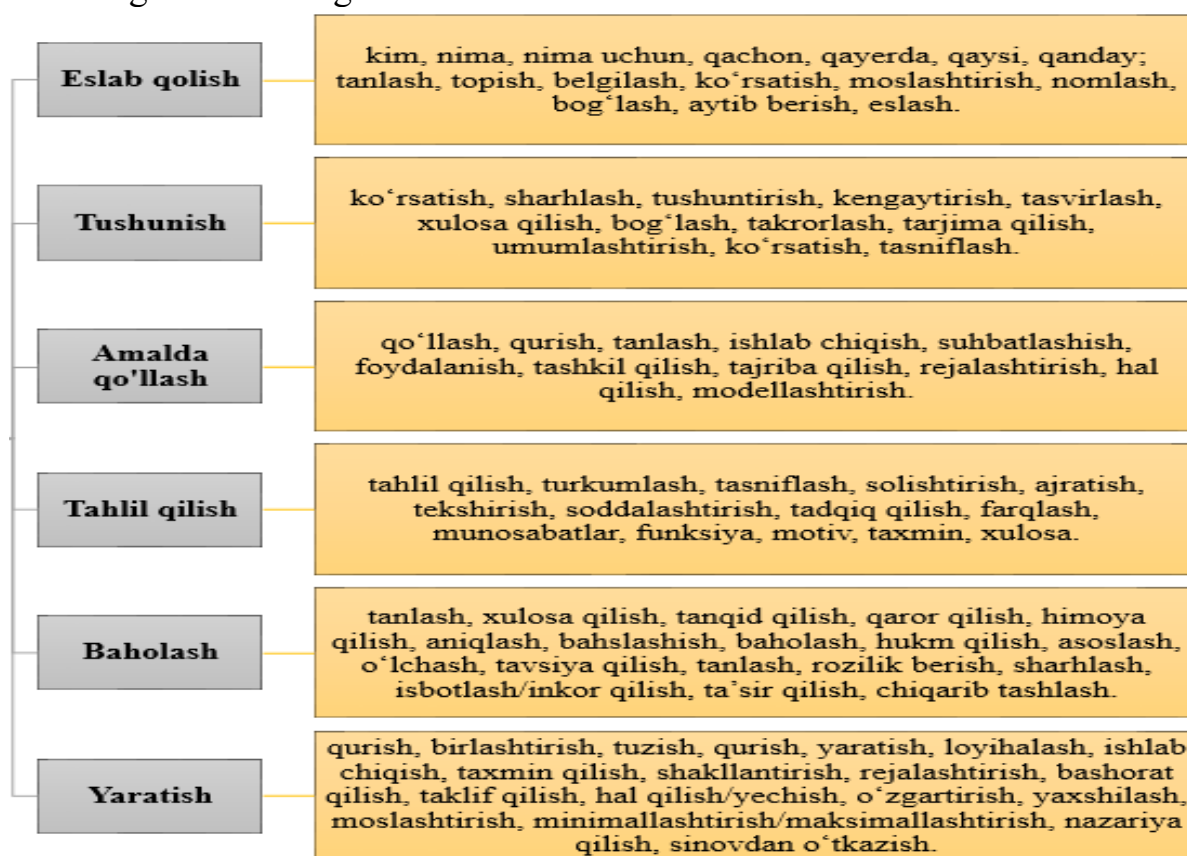 Eslab qolish
kim, nima, nima uchun, qachon, qayerda, qaysi, qanday;
tanlash, topish, belgilash, ko‘rsatish, moslashtirish, nomlash,
bog‘lash, aytib berish, eslash.
Tushunish
ko‘rsatish, sharhlash, tushuntirish, kengaytirish, tasvirlash,
xulosa qilish, bog‘lash, takrorlash, tarjima qilish,
umumlashtirish, ko‘rsatish, tasniflash.
Amalda
qo'llash
qo‘llash, qurish, tanlash, ishlab chiqish, suhbatlashish,
foydalanish, tashkil qilish, tajriba qilish, rejalashtirish, hal
qilish, modellashtirish.
Tahlil qilish
tahlil qilish, turkumlash, tasniflash, solishtirish, ajratish,
tekshirish, soddalashtirish, tadqiq qilish, farqlash,
munosabatlar, funksiya, motiv, taxmin, xulosa.
Baholash
tanlash, xulosa qilish, tanqid qilish, qaror qilish, himoya
qilish, aniqlash, bahslashish, baholash, hukm qilish, asoslash,
o‘lchash, tavsiya qilish, tanlash, rozilik berish, sharhlash,
isbotlash/inkor qilish, ta’sir qilish, chiqarib tashlash.
Yaratish
qurish, birlashtirish, tuzish, qurish, yaratish, loyihalash, ishlab
chiqish, taxmin qilish, shakllantirish, rejalashtirish, bashorat
qilish, taklif qilish, hal qilish/yechish, o‘zgartirish, yaxshilash,
moslashtirish, minimallashtirish/maksimallashtirish, nazariya
qilish, sinovdan o‘tkazish.